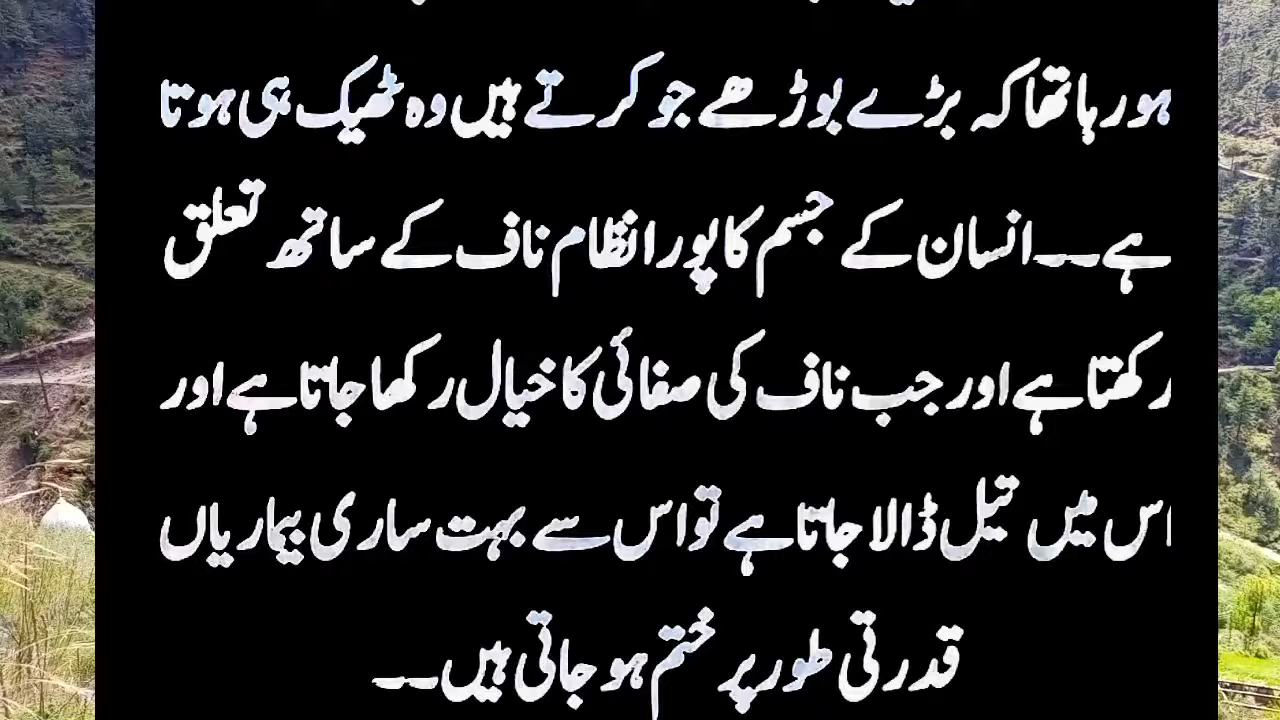 ہو رہا تھا کہ بڑے بوڑھے جو کرتے ہیں وہ ٹھیک ہی ہوتا
ہے ۔۔ انسان کے جسم کا پورا نظام ناف کے ساتھ تعلق
رکھتا ہے اور جب ناف کی صفائی کا خیال رکھا جاتا ہے اور
اس میں تیل ڈالا جاتا ہے تو اس سے بہت ساری بیماریاں
قدرتی طور پر ختم ہو جاتی ہیں ۔۔